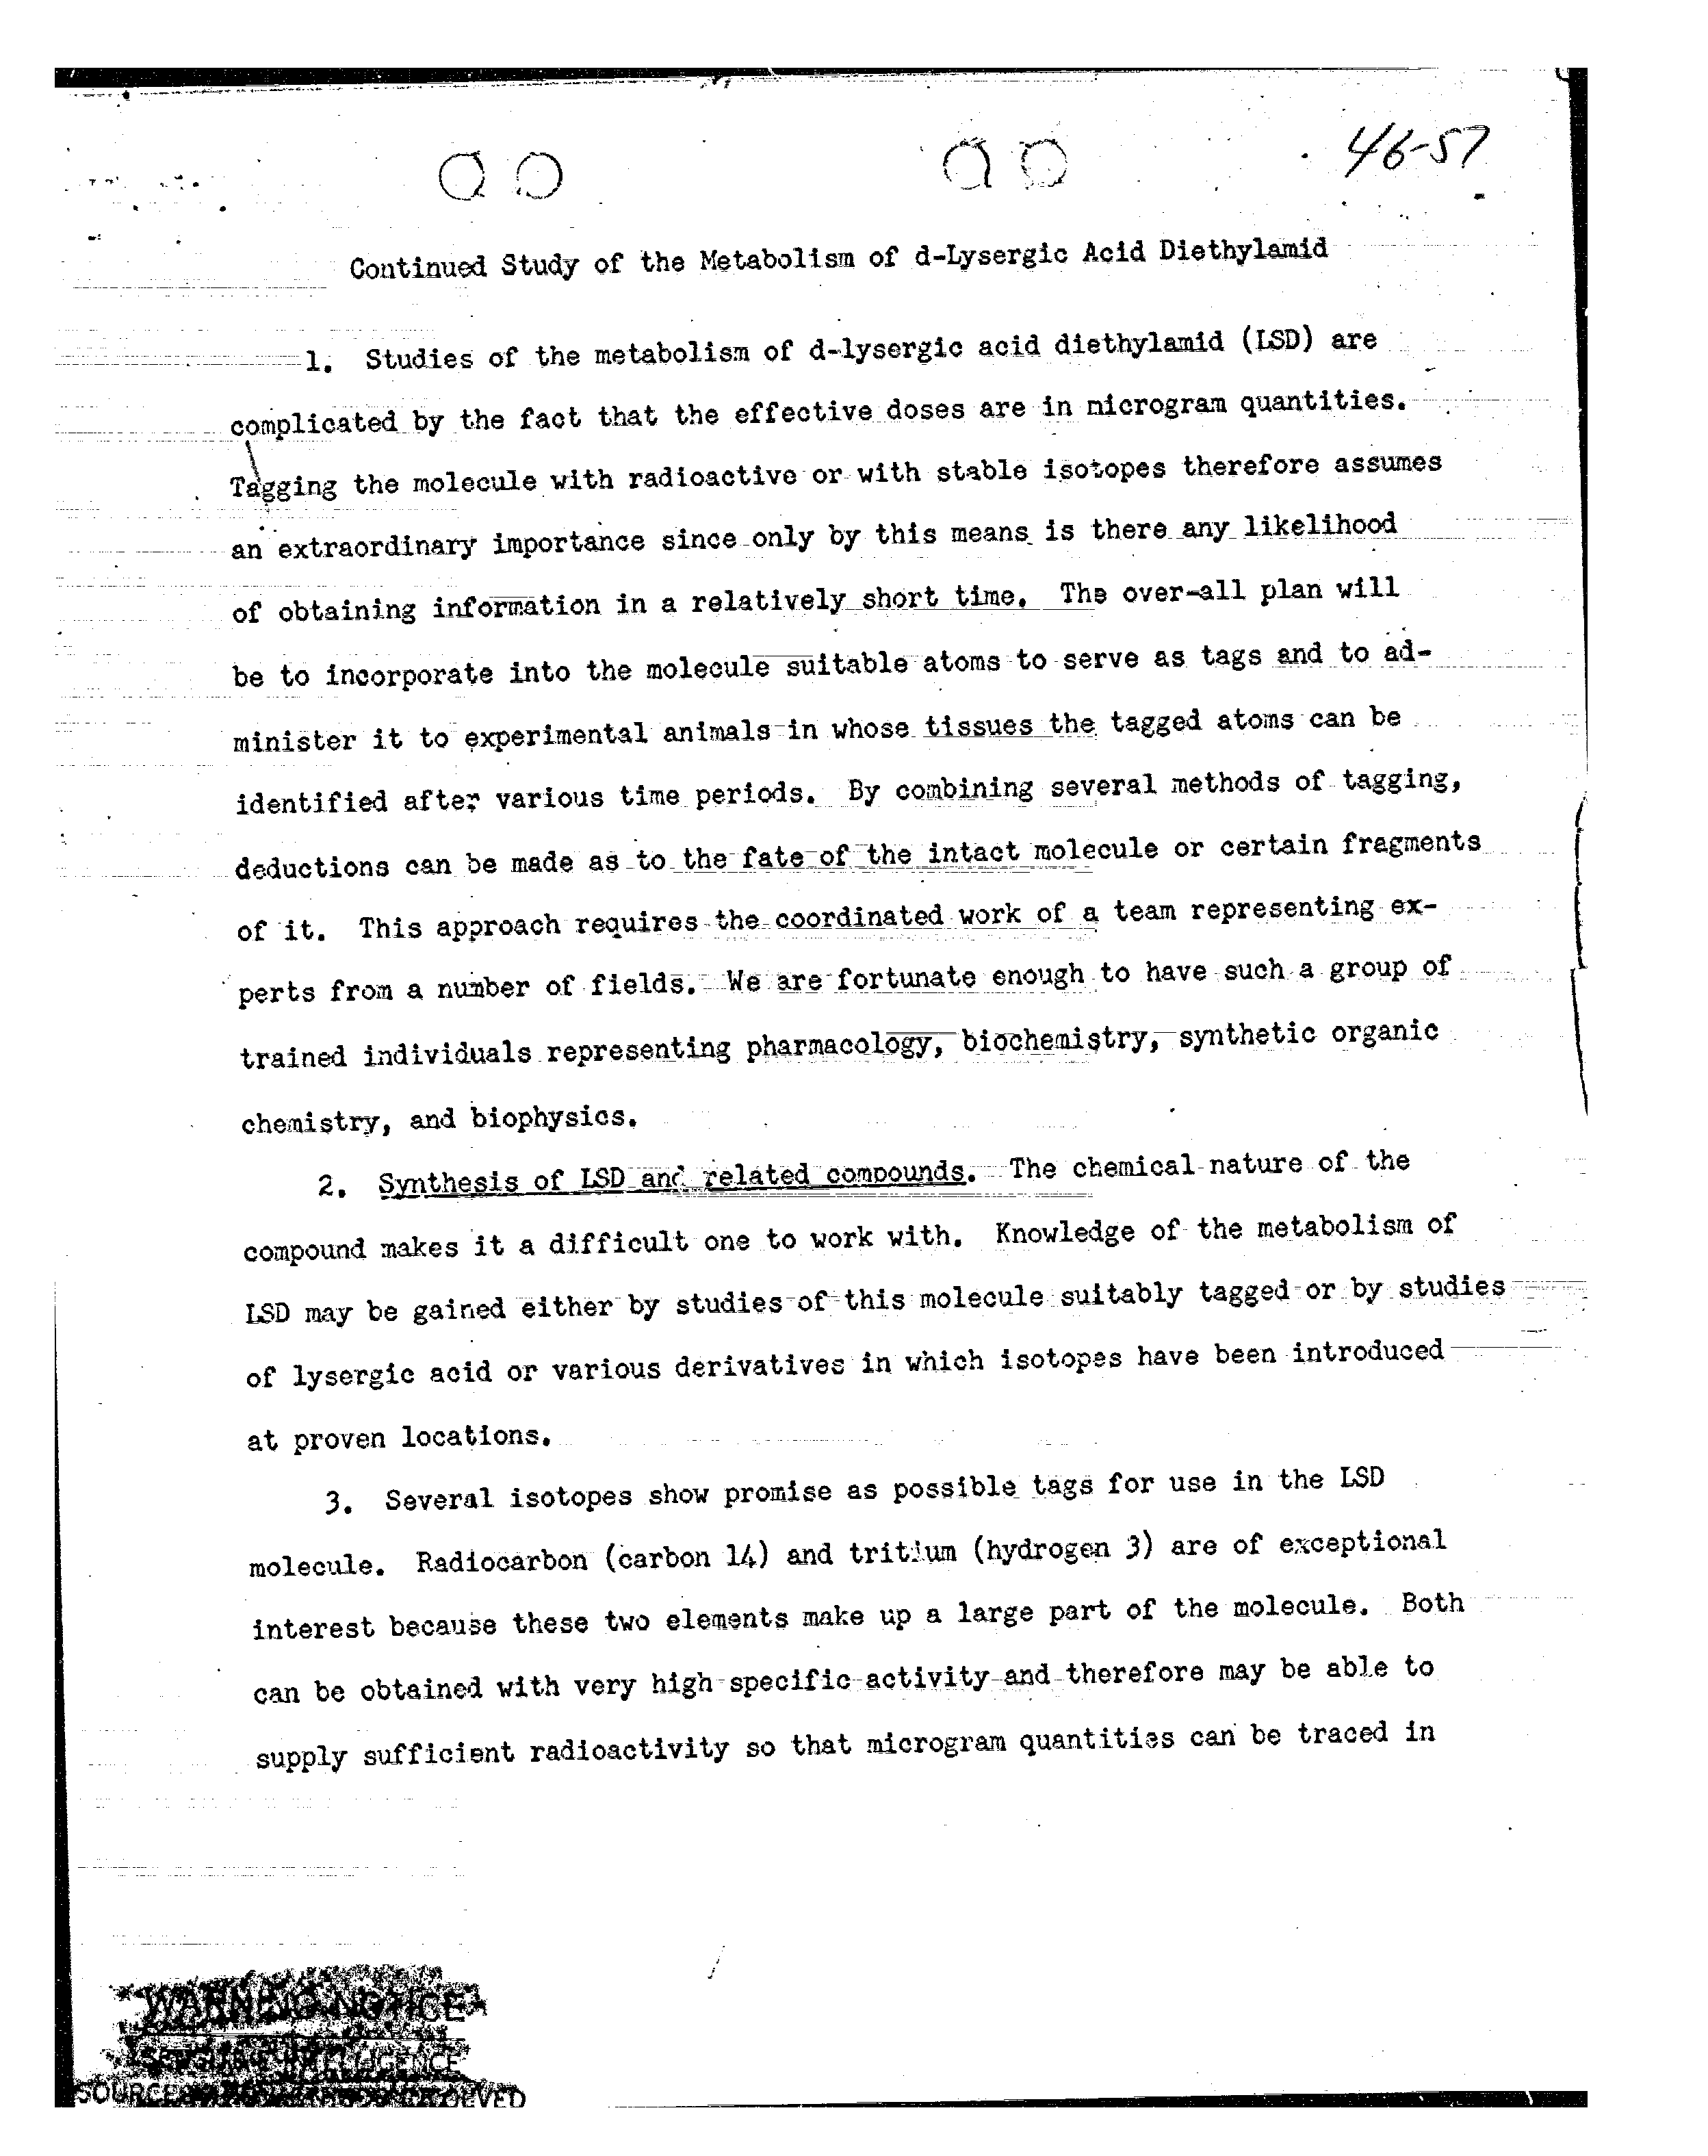 46-57
Continued Study of the Metabolism of d-Lysergic Acid Diethylamid
1. Studies of the metabolism of d-lysergic acid diethylamid (LSD) are
complicated by the fact that the effective doses are in microgram quantities.
Tagging the molecule with radioactive or with stable isotopes therefore assumes
an extraordinary importance since only by this means is there any likelihood
of obtaining information in a relatively short time. The over-all plan will
be to incorporate into the molecule suitable atoms to serve as tags and to ad-
minister it to experimental animals in whose tissues the tagged atoms can be
identified after various time periods. By combining several methods of tagging,
deductions can be made as to the fate of the intact molecule or certain fragments
of it. This approach requires the coordinated work of a team representing ex-
perts from a number of fields. We are fortunate enough to have such a group of
trained individuals representing pharmacology, biochemistry, synthetic organic
chemistry, and biophysics.
2. Synthesis of LSD and related compounds. The chemical nature of the
compound makes it a difficult one to work with. Knowledge of the metabolism of
LSD may be gained either by studies of this molecule suitably tagged or by studies
of lysergic acid or various derivatives in which isotopes have been introduced
at proven locations.
3. Several isotopes show promise as possible tags for use in the LSD
molecule. Radiocarbon (carbon 14) and tritium (hydrogen 3) are of exceptional
interest because these two elements make up a large part of the molecule. Both
can be obtained with very high specific activity and therefore may be able to
supply sufficient radioactivity so that microgram quantities can be traced in
WARNING NOTICE
INTELLIGENCE